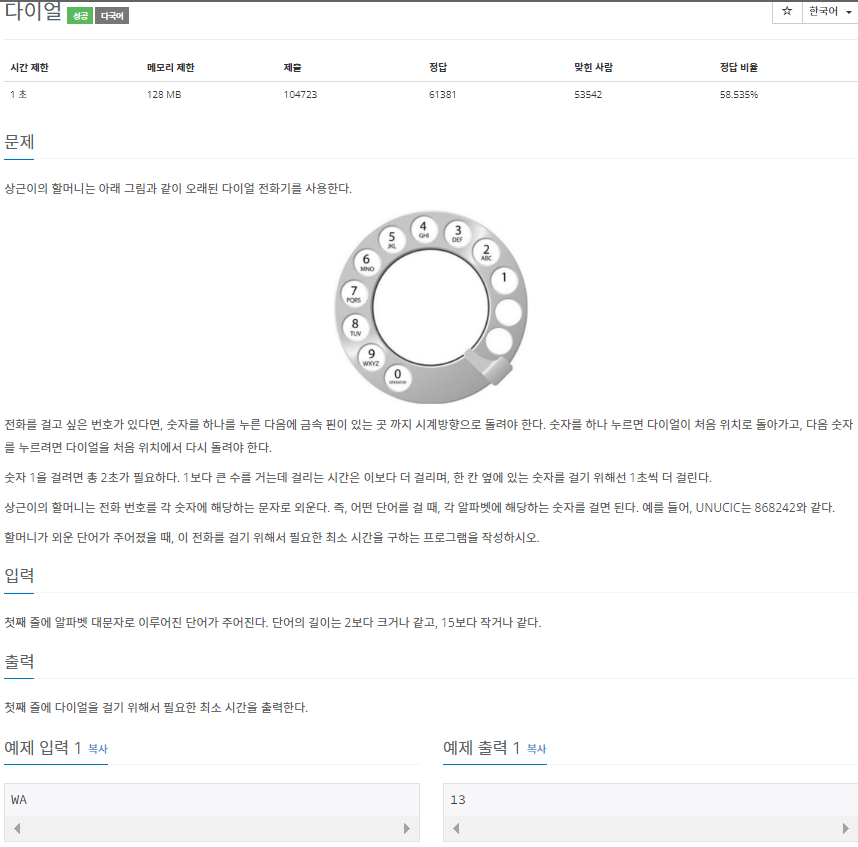 다이얼 성공 다국어 ☆ 한국어
시간 제한 메모리 제한 제출 정답 맞힌 사람 정답 비율
1 초 128 MB 104723 61381 53542 58.535%
문제
상근이의 할머니는 아래 그림과 같이 오래된 다이얼 전화기를 사용한다.
4 GHI
3 DEF
5 JKL
2 ABC
6 MNO
1
7 PQRS
8 TUV
9 WXYZ
0 OPERATOR
전화를 걸고 싶은 번호가 있다면, 숫자를 하나를 누른 다음에 금속 핀이 있는 곳 까지 시계방향으로 돌려야 한다. 숫자를 하나 누르면 다이얼이 처음 위치로 돌아가고, 다음 숫자
를 누르려면 다이얼을 처음 위치에서 다시 돌려야 한다.
숫자 1을 걸려면 총 2초가 필요하다. 1보다 큰 수를 거는데 걸리는 시간은 이보다 더 걸리며, 한 칸 옆에 있는 숫자를 걸기 위해선 1초씩 더 걸린다.
상근이의 할머니는 전화 번호를 각 숫자에 해당하는 문자로 외운다. 즉, 어떤 단어를 걸 때, 각 알파벳에 해당하는 숫자를 걸면 된다. 예를 들어, UNUCIC는 868242와 같다.
할머니가 외운 단어가 주어졌을 때, 이 전화를 걸기 위해서 필요한 최소 시간을 구하는 프로그램을 작성하시오.
입력
첫째 줄에 알파벳 대문자로 이루어진 단어가 주어진다. 단어의 길이는 2보다 크거나 같고, 15보다 작거나 같다.
출력
첫째 줄에 다이얼을 걸기 위해서 필요한 최소 시간을 출력한다.
예제 입력 1 복사 예제 출력 1 복사
WA 13